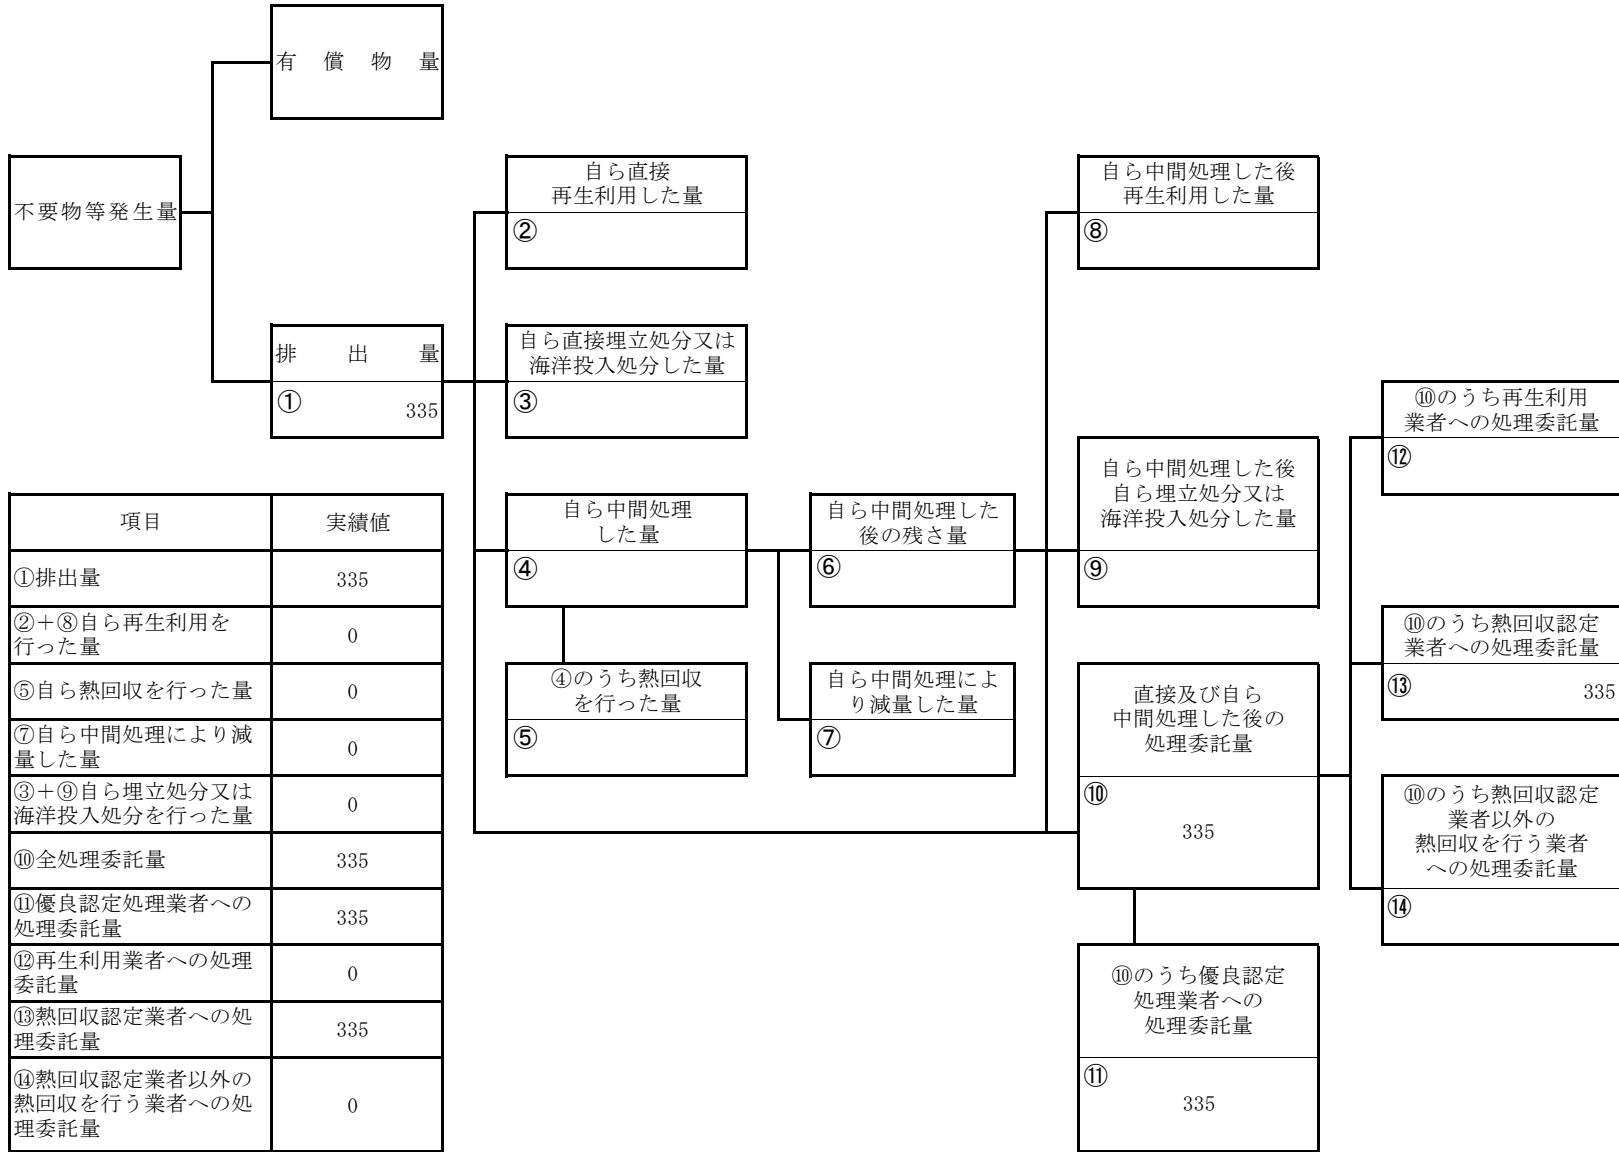 有償物量
不要物等発生量
排出量
①
335
自ら直接
再生利用した量
②
自ら直接埋立処分又は
海洋投入処分した量
③
自ら中間処理
した量
④
④のうち熱回収
を行った量
⑤
自ら中間処理した
後の残さ量
⑥
自ら中間処理によ
り減量した量
⑦
自ら中間処理した後
再生利用した量
⑧
自ら中間処理した後
自ら埋立処分又は
海洋投入処分した量
⑨
直接及び自ら
中間処理した後の
処理委託量
⑩
335
⑩のうち優良認定
処理業者への
処理委託量
⑪
335
⑩のうち再生利用
業者への処理委託量
⑫
⑩のうち熱回収認定
業者への処理委託量
⑬
335
⑩のうち熱回収認定
業者以外の
熱回収を行う業者
への処理委託量
⑭
項目 実績値
①排出量 335
②+⑧自ら再生利用を
行った量
0
⑤自ら熱回収を行った量 0
⑦自ら中間処理により減
量した量
0
③+⑨自ら埋立処分又は
海洋投入処分を行った量
0
⑩全処理委託量 335
⑪優良認定処理業者への
処理委託量
335
⑫再生利用業者への処理
委託量
0
⑬熱回収認定業者への処
理委託量
335
⑭熱回収認定業者以外の
熱回収を行う業者への処
理委託量
0